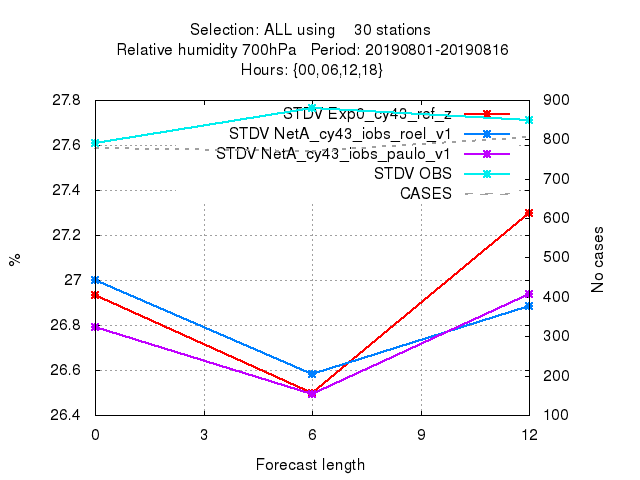 Selection: ALL using    30 stations
Relative humidity 700hPa   Period: 20190801-20190816
Hours: {00,06,12,18}
27.8
27.6
27.4
27.2
27
26.8
26.6
26.4
%
900
800
700
600
500
400
300
200
100
No cases
STDV Exp0_cy43_ref_z
STDV NetA_cy43_iobs_roel_v1
STDV NetA_cy43_iobs_paulo_v1
STDV OBS
CASES
0 3 6 9 12
Forecast length